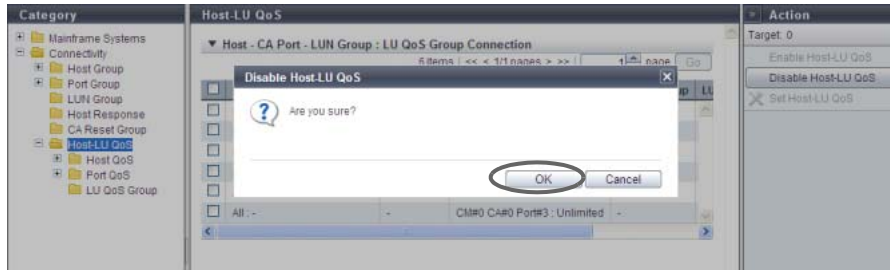 Category
Mainframe Systems
Connectivity
Host Group
Port Group
LUN Group
Host Response
CA Reset Group
Host-LU QoS
Host QoS
Port QoS
LU QoS Group
Host-LU QoS
Host - CA Port - LUN Group : LU QoS Group Connection
6 items | << < 1/1 pages > >> | 1 page Go
Disable Host-LU QoS
up LU
Are you sure?
OK Cancel
All : - - CM#0 CA#0 Port#3 : Unlimited -
Action
Target: 0
Enable Host-LU QoS
Disable Host-LU QoS
Set Host-LU QoS